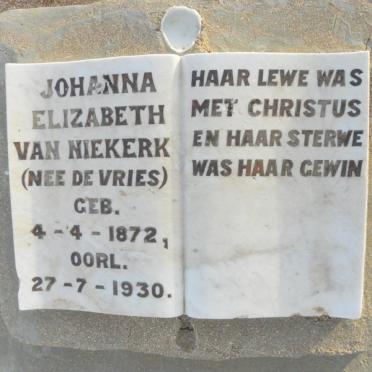 JOHANNA
ELIZABETH
VAN NIEKERK
(NEE DE VRIES)
GEB.
4-4-1872,
OORL.
27-7-1930.
HAAR LEWE WAS
MET CHRISTUS
EN HAAR STERWE
WAS HAAR GEWIN